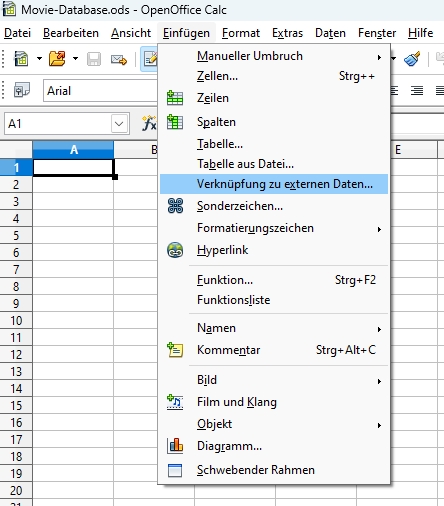 Movie-Database.ods - OpenOffice Calc
Datei Bearbeiten Ansicht Einfügen Format Extras Daten Fenster Hilfe
Arial
A1
A B E
Manueller Umbruch
Zellen... Strg++
Zeilen
Spalten
Tabelle...
Tabelle aus Datei...
Verknüpfung zu externen Daten...
Sonderzeichen...
Formatierungszeichen
Hyperlink
Funktion... Strg+F2
Funktionsliste
Namen
Kommentar Strg+Alt+C
Bild
Film und Klang
Objekt
Diagramm...
Schwebender Rahmen
1
2
3
4
5
6
7
8
9
10
11
12
13
14
15
16
17
18
19
20
21